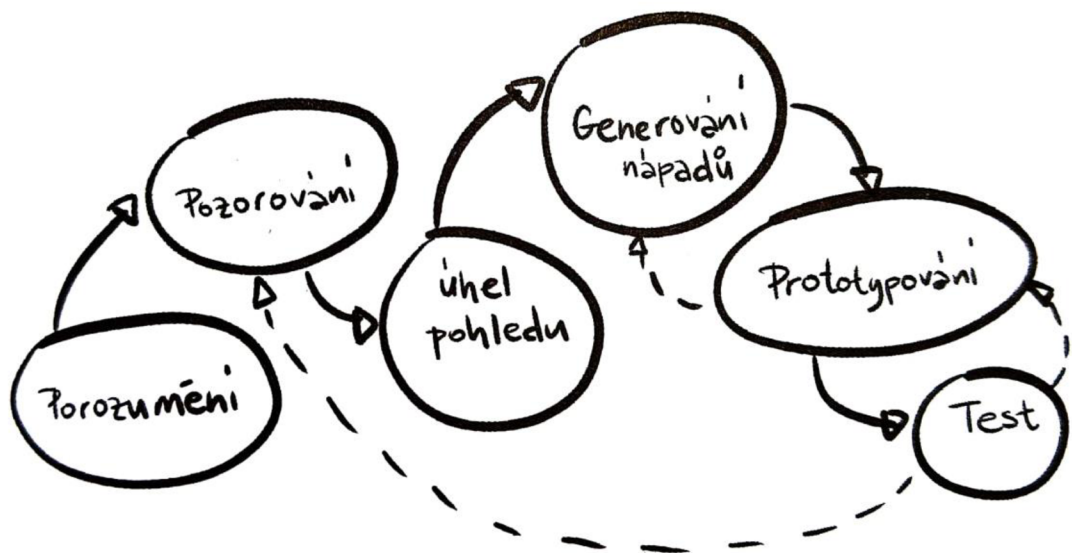 Porozumění
Pozorování
úhel
pohledu
Generování
nápadů
Prototypování
Test